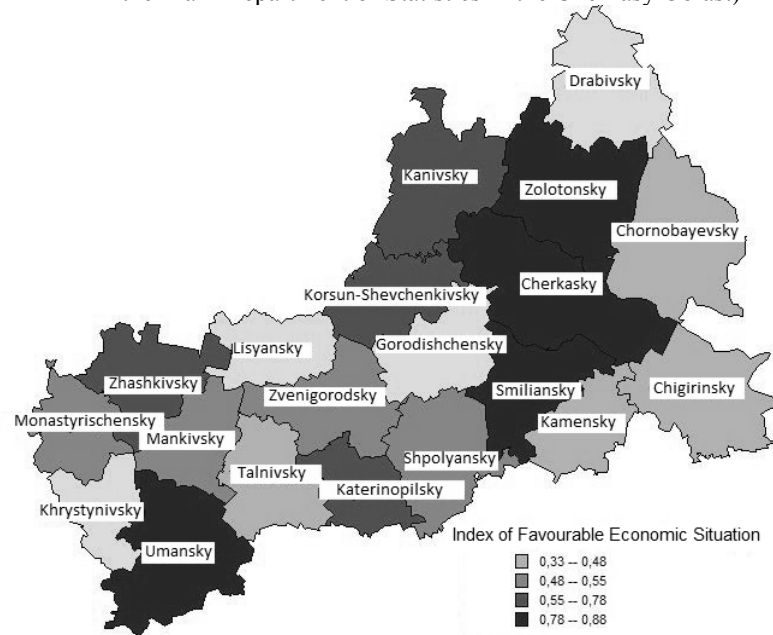 Drabivsky
Kanivsky
Zolotonsky
Chornobayevsky
Korsun-Shevchenkivsky
Cherkasky
Lisyansky
Gorodishchensky
Zhashkivsky
Zvenigorodsky
Smiliansky
Chigirinsky
Monastyrischensky
Mankivsky
Kamensky
Talnivsky
Shpolyansky
Katerinopilsky
Khrystynivsky
Umansky
Index of Favourable Economic Situation
0,33 -- 0,48
0,48 -- 0,55
0,55 -- 0,78
0,78 -- 0,88